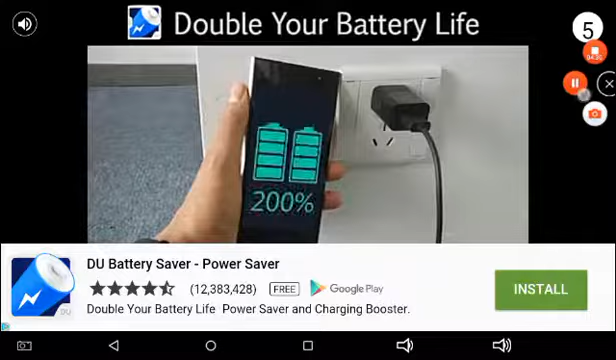 Double Your Battery Life
5
04:35
200%
DU Battery Saver - Power Saver
(12,383,428) FREE Google Play
Double Your Battery Life Power Saver and Charging Booster.
INSTALL
DU